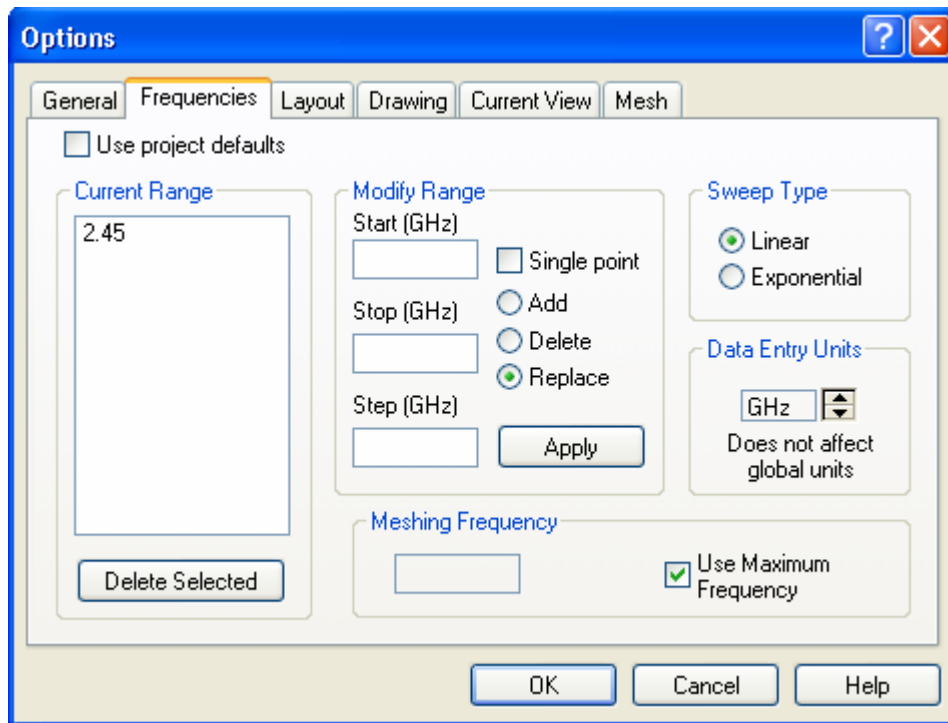 Options
General Frequencies Layout Drawing Current View Mesh
Use project defaults
Current Range
2.45
Delete Selected
Modify Range
Start (GHz)
Single point
Add
Stop (GHz)
Delete
Replace
Step (GHz)
Apply
Sweep Type
Linear
Exponential
Data Entry Units
GHz
Does not affect
global units
Meshing Frequency
Use Maximum
Frequency
OK Cancel Help